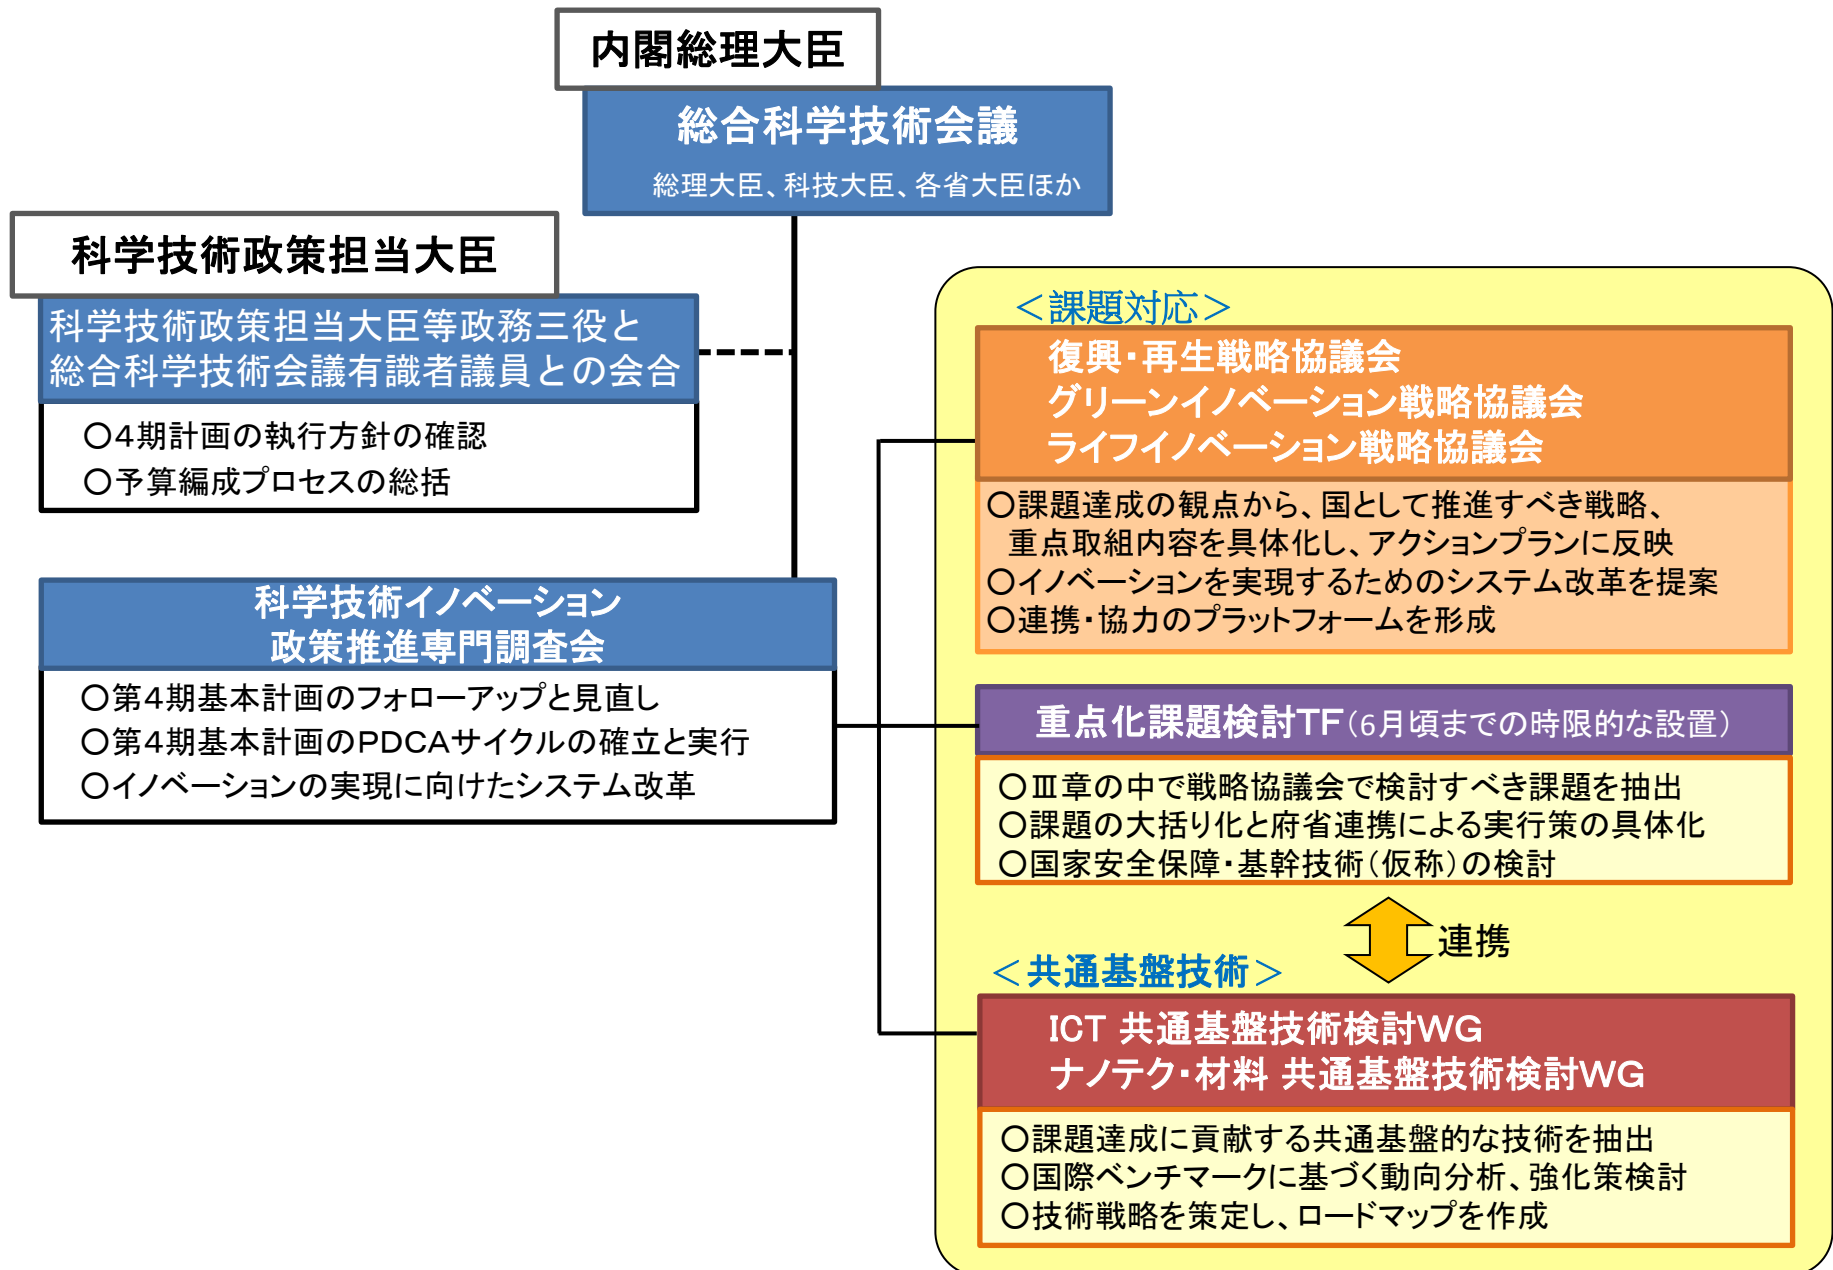 内閣総理大臣
総合科学技術会議
総理大臣、科技大臣、各省大臣ほか
科学技術政策担当大臣
科学技術政策担当大臣等政務三役と
総合科学技術会議有識者議員との会合
○4期計画の執行方針の確認
○予算編成プロセスの総括
科学技術イノベーション
政策推進専門調査会
○第4期基本計画のフォローアップと見直し
○第4期基本計画のPDCAサイクルの確立と実行
○イノベーションの実現に向けたシステム改革
＜課題対応＞
復興・再生戦略協議会
グリーンイノベーション戦略協議会
ライフイノベーション戦略協議会
○課題達成の観点から、国として推進すべき戦略、
重点取組内容を具体化し、アクションプランに反映
○イノベーションを実現するためのシステム改革を提案
○連携・協力のプラットフォームを形成
重点化課題検討TF（6月頃までの時限的な設置）
○Ⅲ章の中で戦略協議会で検討すべき課題を抽出
○課題の大括り化と府省連携による実行策の具体化
○国家安全保障・基幹技術（仮称）の検討
連携
＜共通基盤技術＞
ICT 共通基盤技術検討WG
ナノテク・材料 共通基盤技術検討WG
○課題達成に貢献する共通基盤的な技術を抽出
○国際ベンチマークに基づく動向分析、強化策検討
○技術戦略を策定し、ロードマップを作成